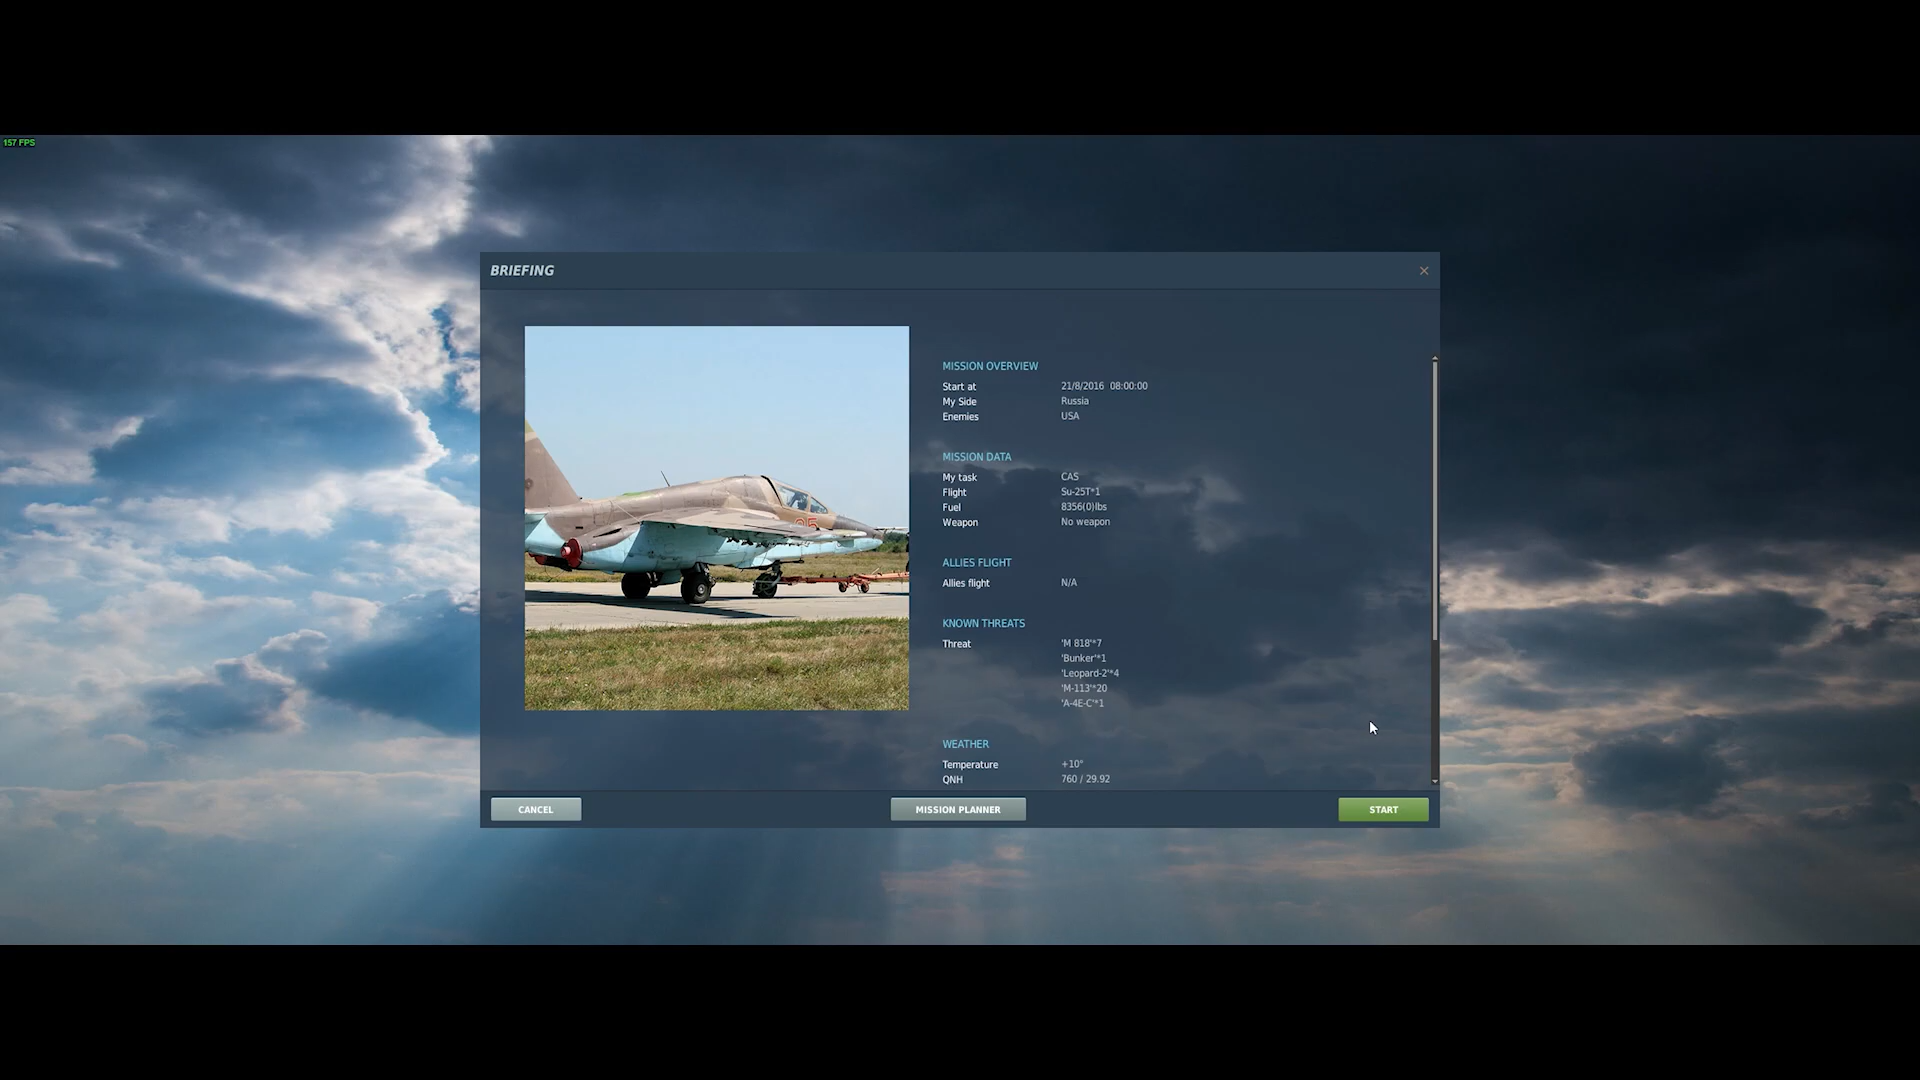 157 FPS
BRIEFING
MISSION OVERVIEW
Start at 21/8/2016 08:00:00
My Side Russia
Enemies USA
MISSION DATA
My task CAS
Flight Su-25T*1
Fuel 8356(0)lbs
Weapon No weapon
ALLIES FLIGHT
Allies flight N/A
KNOWN THREATS
Threat 'M 818'*7
'Bunker'*1
'Leopard-2'*4
'M-113'*20
'A-4E-C'*1
WEATHER
Temperature +10°
QNH 760 / 29.92
CANCEL MISSION PLANNER START